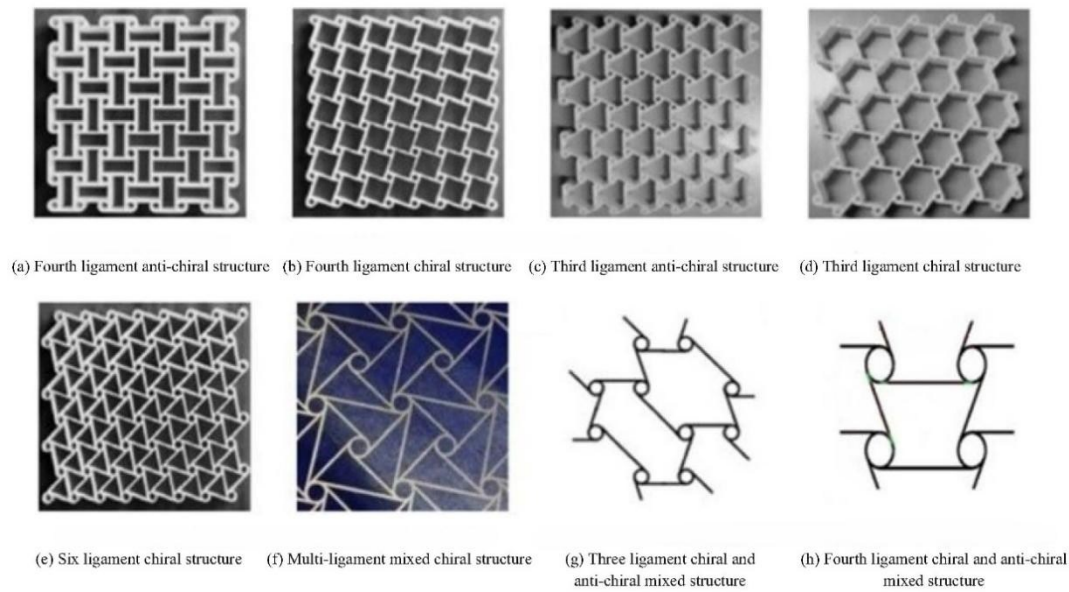 (a) Fourth ligament anti-chiral structure
(b) Fourth ligament chiral structure
(c) Third ligament anti-chiral structure
(d) Third ligament chiral structure
(e) Six ligament chiral structure
(f) Multi-ligament mixed chiral structure
(g) Three ligament chiral and
anti-chiral mixed structure
(h) Fourth ligament chiral and anti-chiral
mixed structure